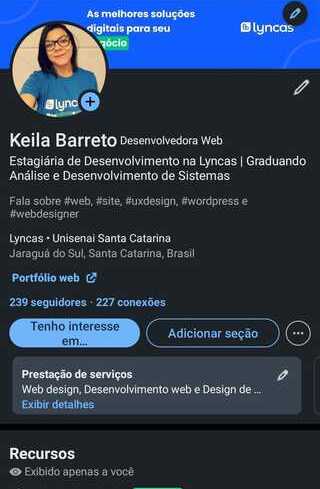 As melhores soluções
digitais para seu
negócio
lyncas
lyncas
Keila Barreto Desenvolvedora Web
Estagiária de Desenvolvimento na Lyncas | Graduando
Análise e Desenvolvimento de Sistemas
Fala sobre #web, #site, #uxdesign, #wordpress e
#webdesigner
Lyncas • Unisenai Santa Catarina
Jaraguá do Sul, Santa Catarina, Brasil
Portfólio web
239 seguidores · 227 conexões
Tenho interesse
em...
Adicionar seção
Prestação de serviços
Web design, Desenvolvimento web e Design de ...
Exibir detalhes
Recursos
Exibido apenas a você